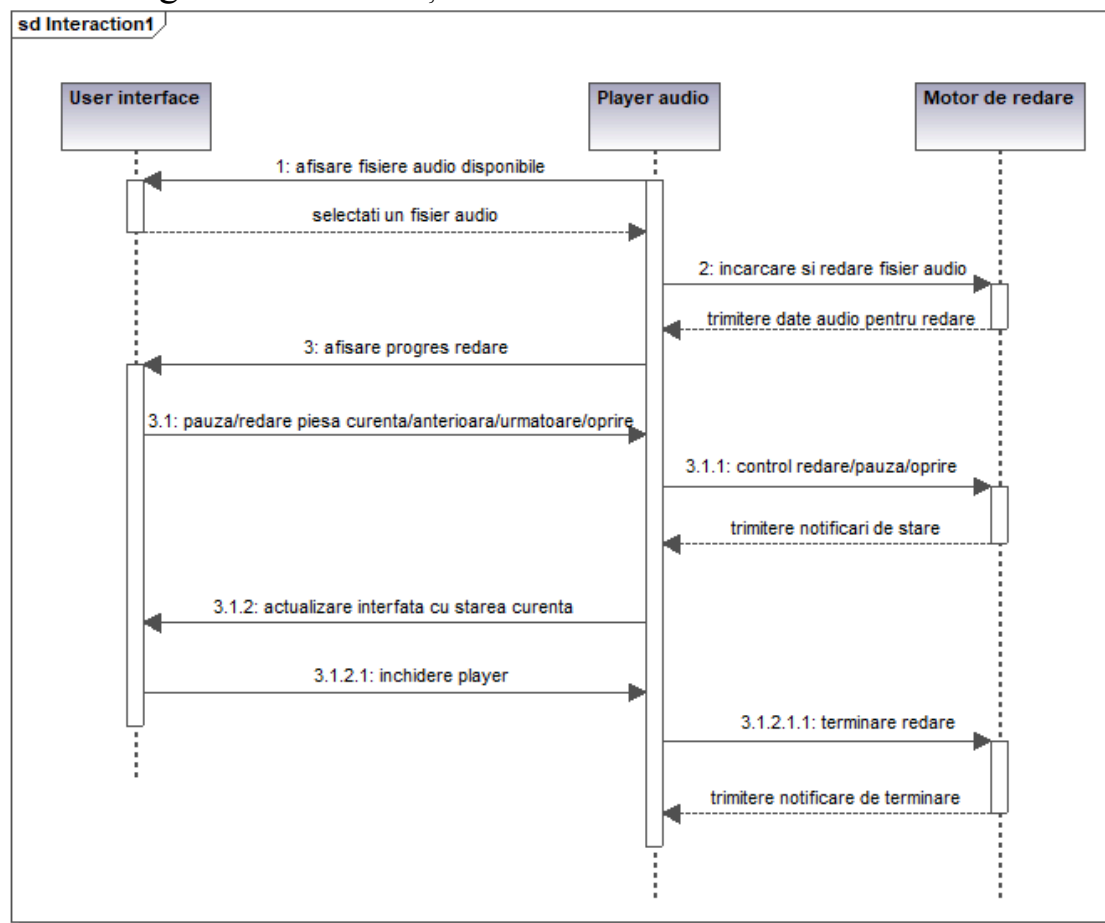 sd Interaction1
User interface
Player audio
Motor de redare
1: afisare fisiere audio disponibile
selectati un fisier audio
2: incarcare si redare fisier audio
trimitere date audio pentru redare
3: afisare progres redare
3.1: pauza/redare piesa curenta/anterioara/urmatoare/oprire
3.1.1: control redare/pauza/oprire
trimitere notificari de stare
3.1.2: actualizare interfata cu starea curenta
3.1.2.1: inchidere player
3.1.2.1.1: terminare redare
trimitere notificare de terminare